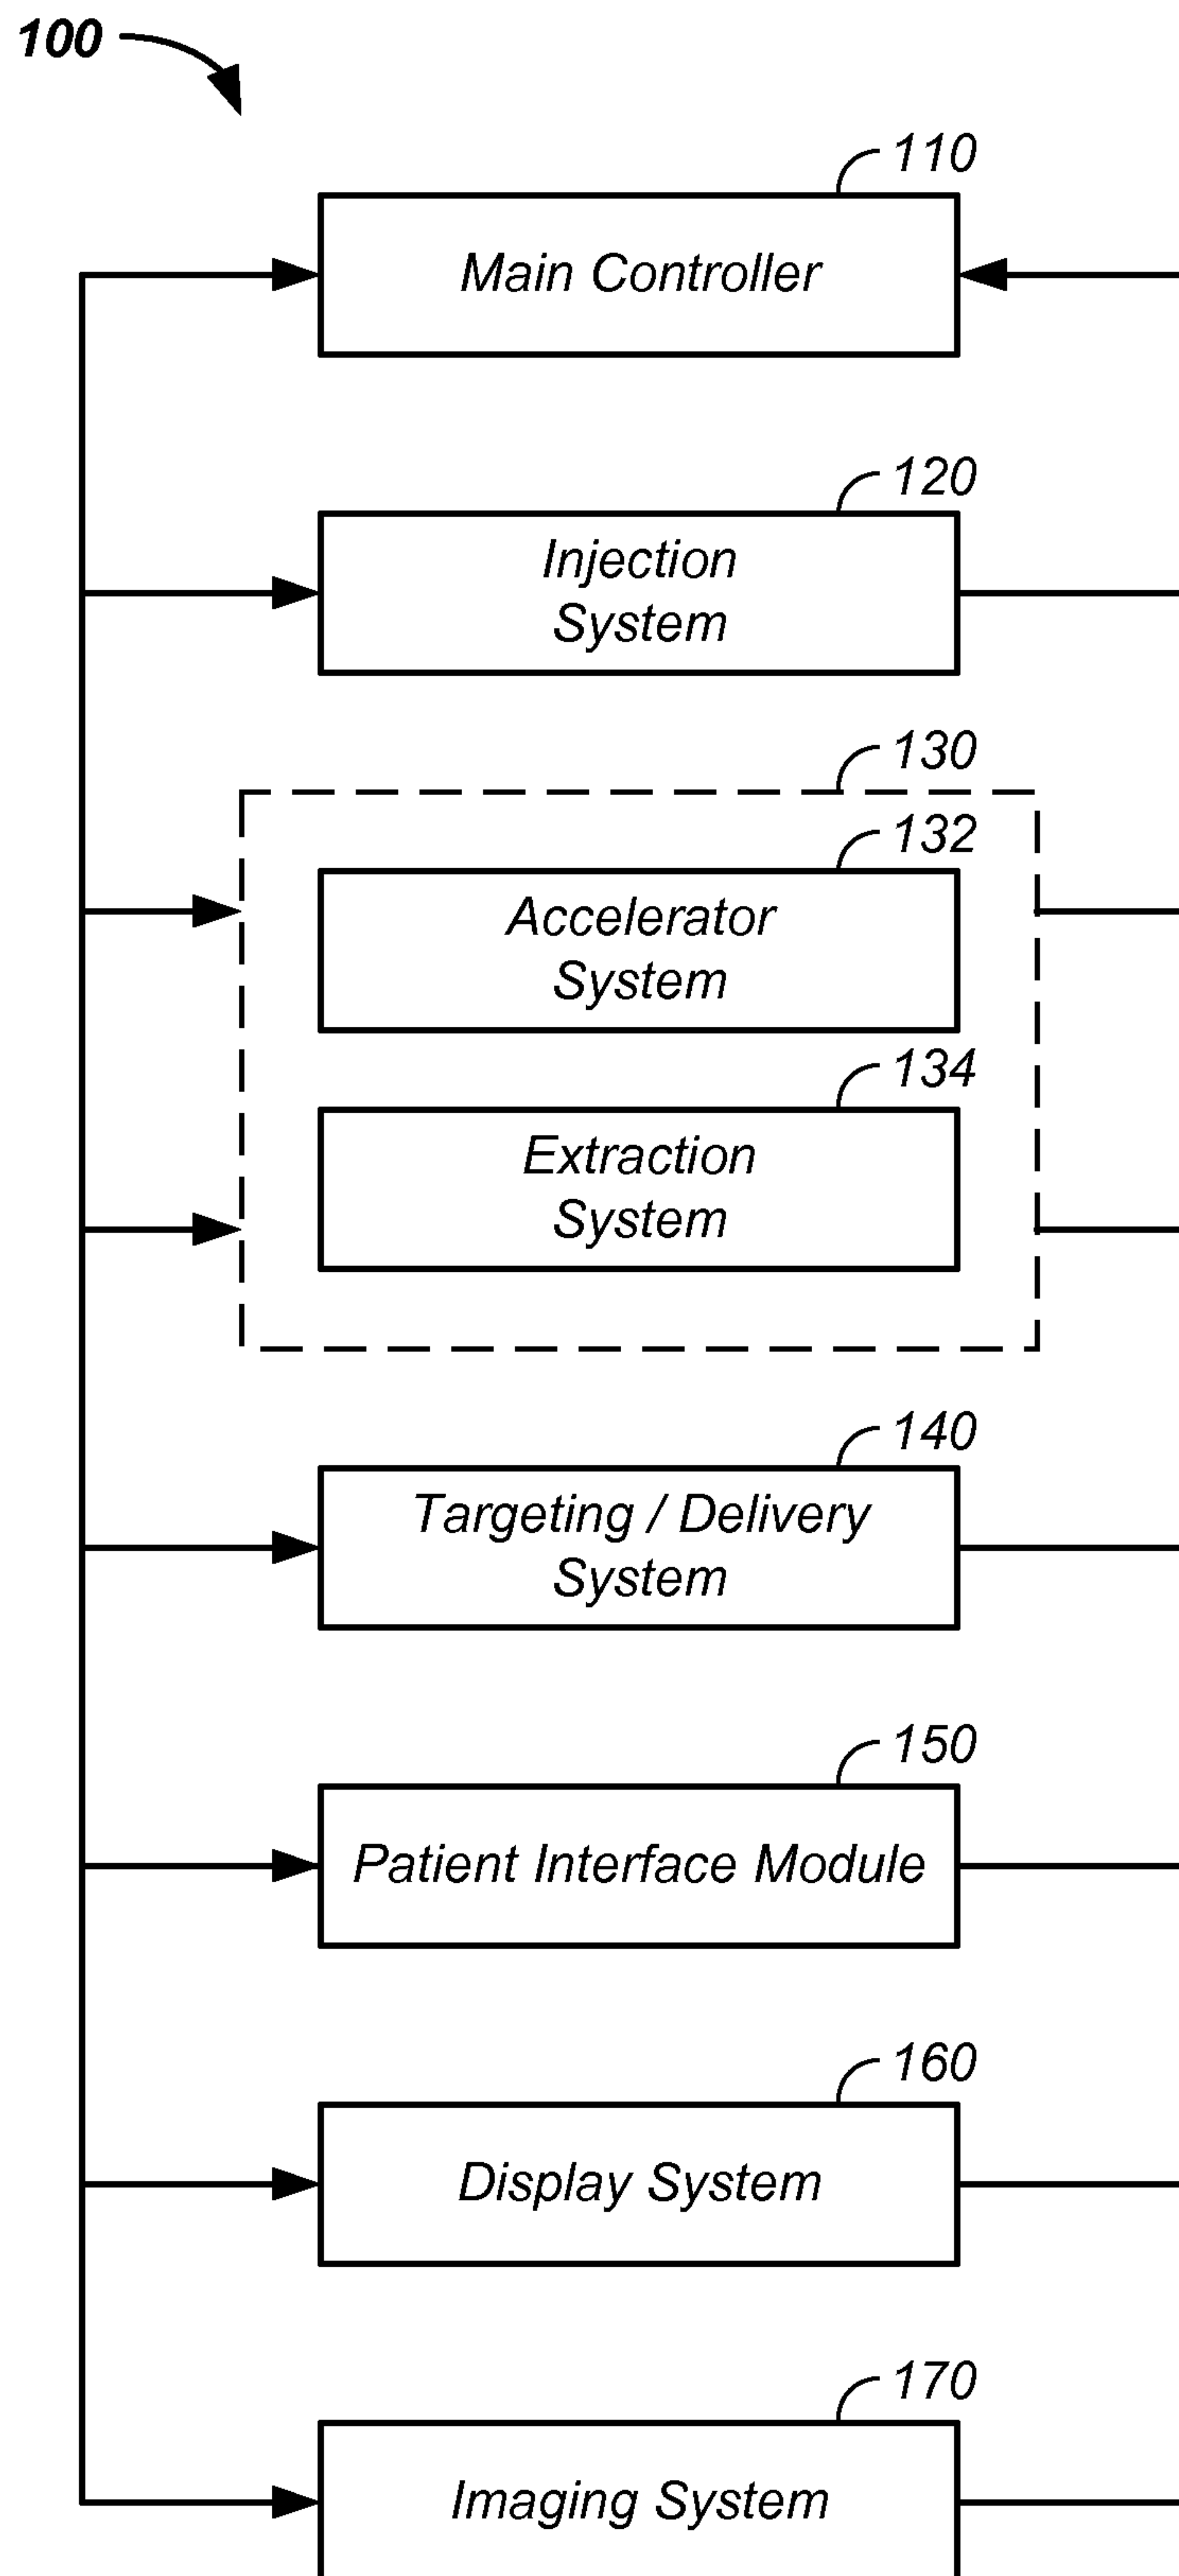 100
110
Main Controller
120
Injection
System
130
132
Accelerator
System
134
Extraction
System
140
Targeting / Delivery
System
150
Patient Interface Module
160
Display System
170
Imaging System